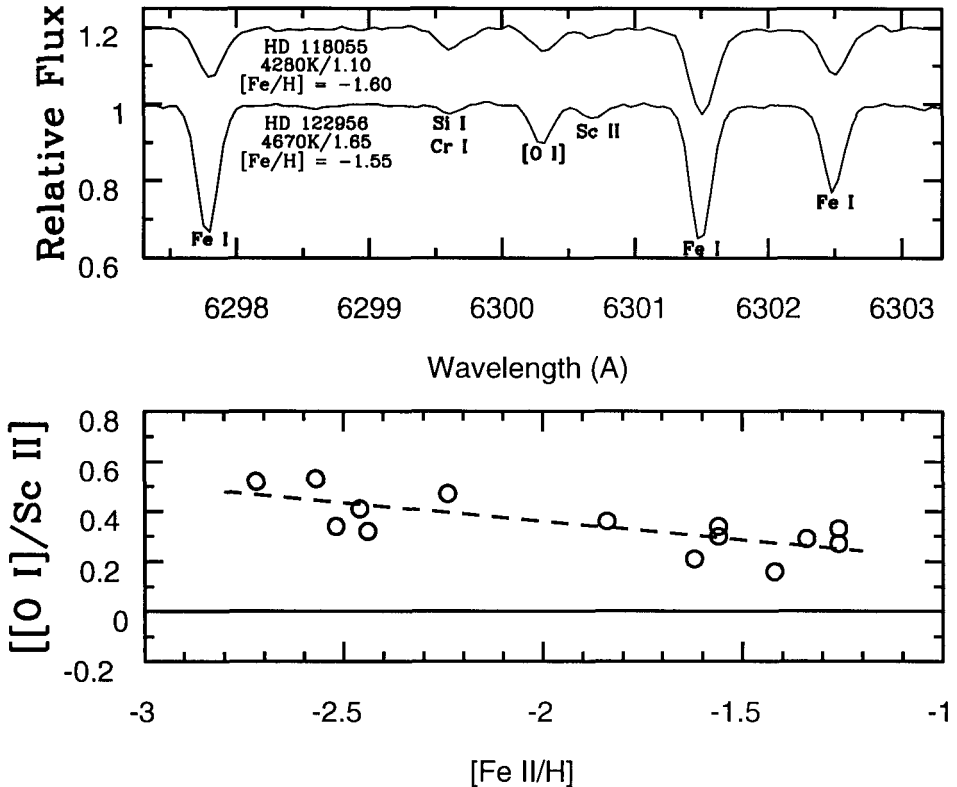 Relative Flux
1.2
1
0.8
0.6
HD 118055
4280K/1.10
[Fe/H] = -1.60
HD 122956
4670K/1.65
[Fe/H] = -1.55
Fe I
Si I
Cr I
[O I]
Sc II
Fe I
Fe I
6298
6299
6300
6301
6302
6303
Wavelength (A)
[[O I]/Sc II]
0.8
0.6
0.4
0.2
0
-0.2
-3
-2.5
-2
-1.5
-1
[Fe II/H]